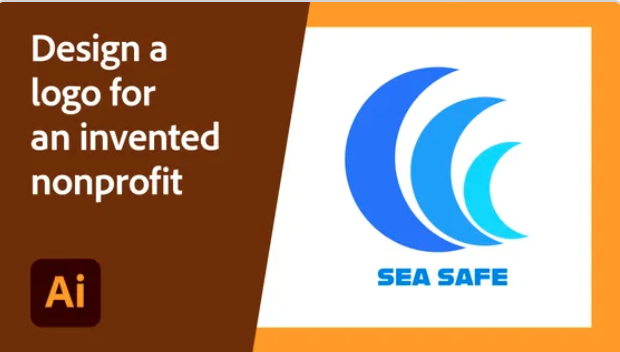 Design a
logo for
an invented
nonprofit
Ai
SEA SAFE